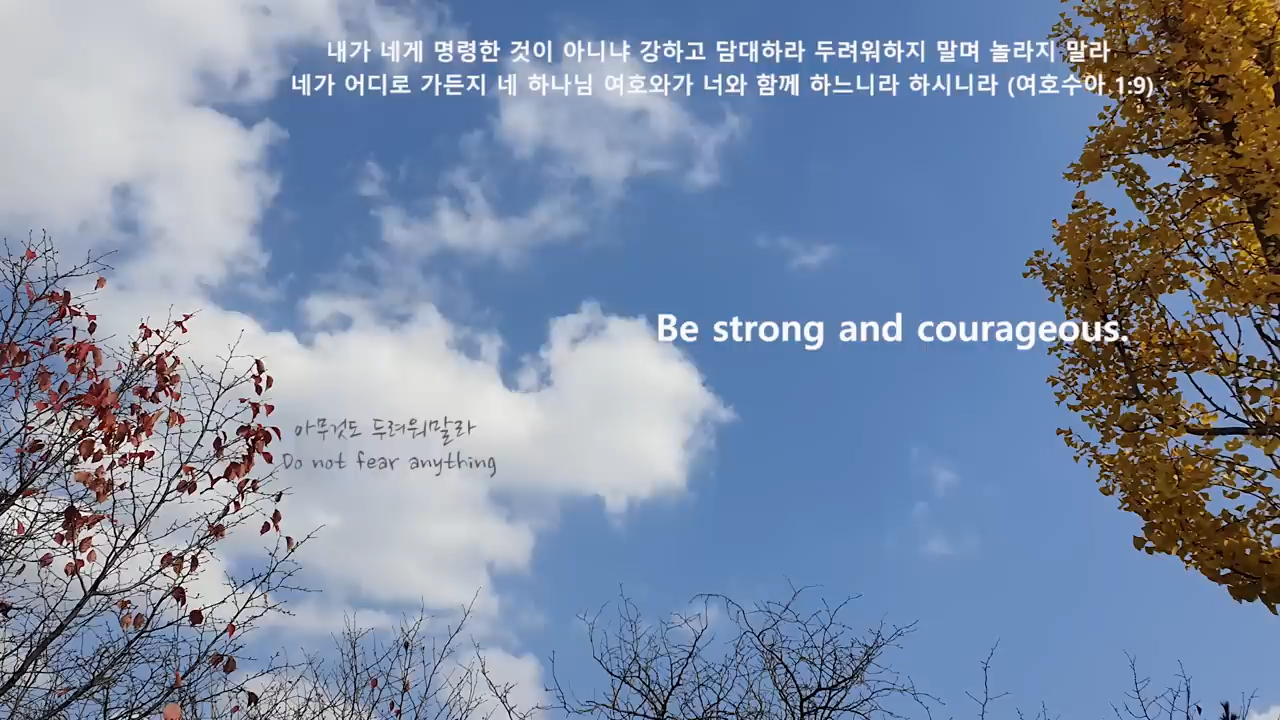 내가 네게 명령한 것이 아니냐 강하고 담대하라 두려워하지 말며 놀라지 말라
네가 어디로 가든지 네 하나님 여호와가 너와 함께 하느니라 하시니라 (여호수아 1:9)
Be strong and courageous.
아무것도 두려워말라
Do not fear anything